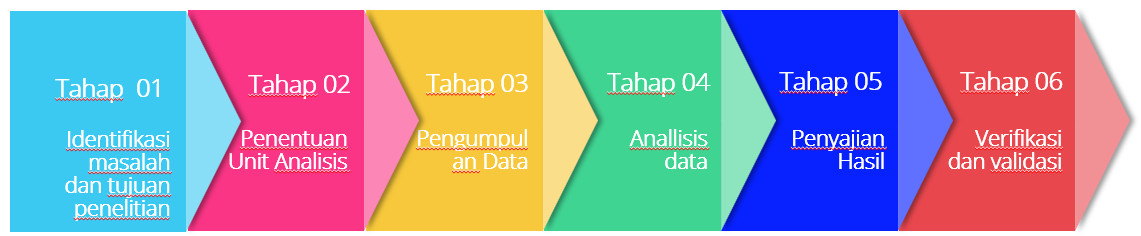 Tahap 01
Identifikasi
masalah
dan tujuan
penelitian
Tahap 02
Penentuan
Unit Analisis
Tahap 03
Pengumpul
an Data
Tahap 04
Anallisis
data
Tahap 05
Penyajian
Hasil
Tahap 06
Verifikasi
dan validasi